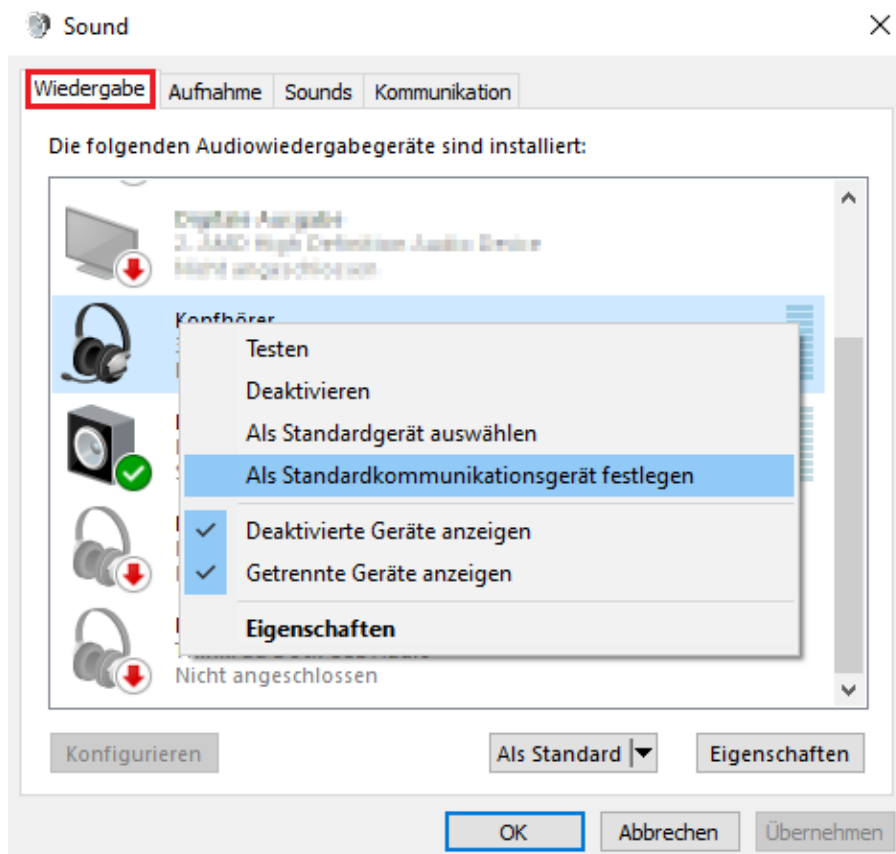 Sound
Wiedergabe Aufnahme Sounds Kommunikation
Die folgenden Audiowiedergabegeräte sind installiert:
Kopfhörer
Testen
Deaktivieren
Als Standardgerät auswählen
Als Standardkommunikationsgerät festlegen
Deaktivierte Geräte anzeigen
Getrennte Geräte anzeigen
Eigenschaften
Nicht angeschlossen
Konfigurieren Als Standard Eigenschaften
OK Abbrechen Übernehmen